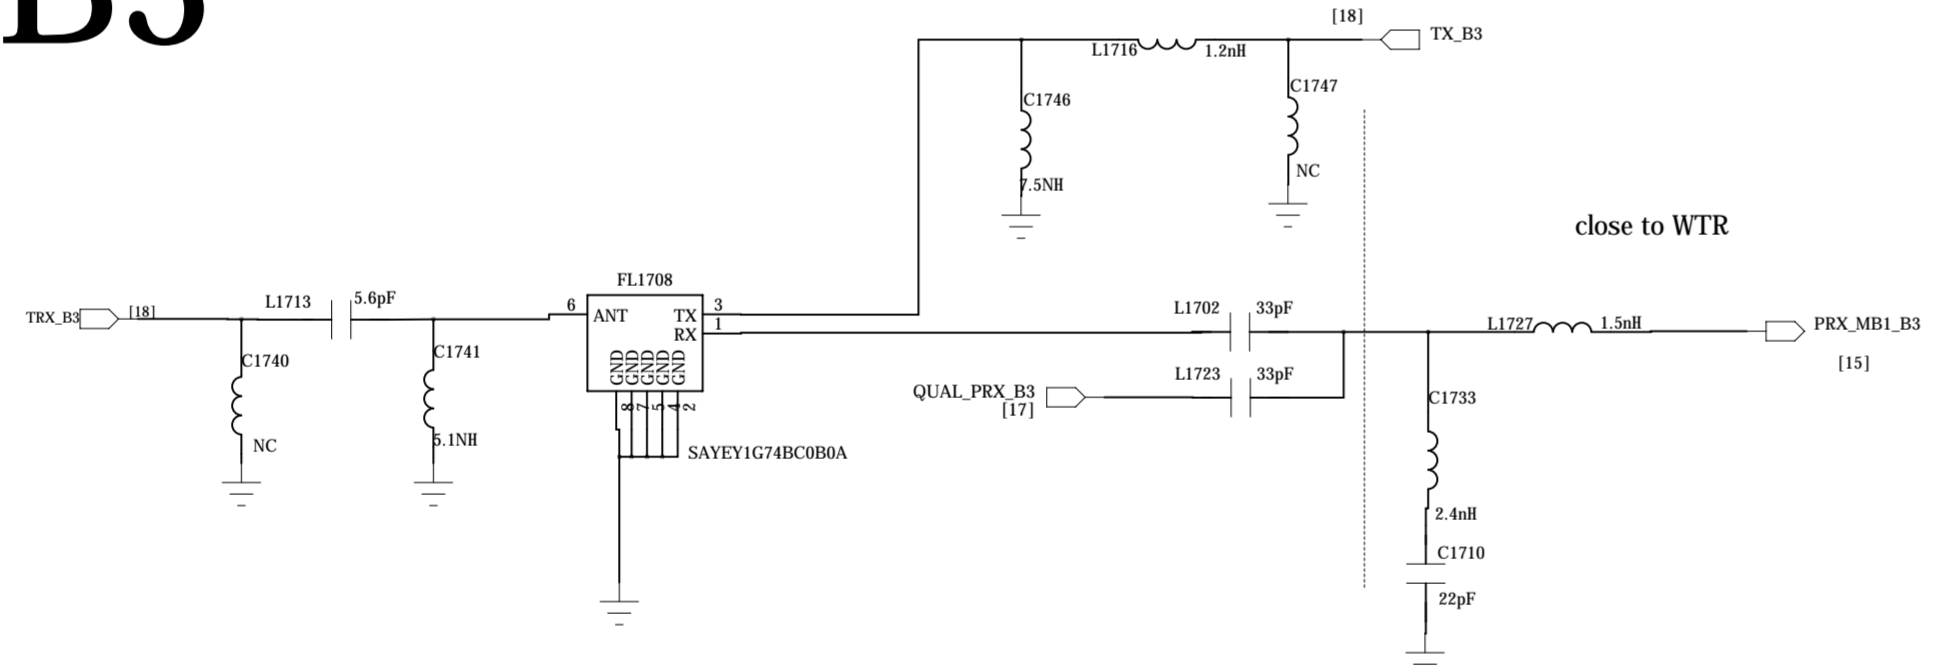 B3
[18]
TX_B3
L1716
1.2nH
C1747
C1746
NC
7.5NH
close to WTR
FL1708
TRX_B3
[18]
L1713
5.6pF
6
ANT
TX
3
RX
1
GND
GND
GND
GND
GND
8
7
5
4
2
L1702
33pF
L1727
1.5nH
PRX_MB1_B3
[15]
C1740
C1741
NC
5.1NH
L1723
33pF
QUAL_PRX_B3
[17]
C1733
SAYEY1G74BC0B0A
2.4nH
C1710
22pF